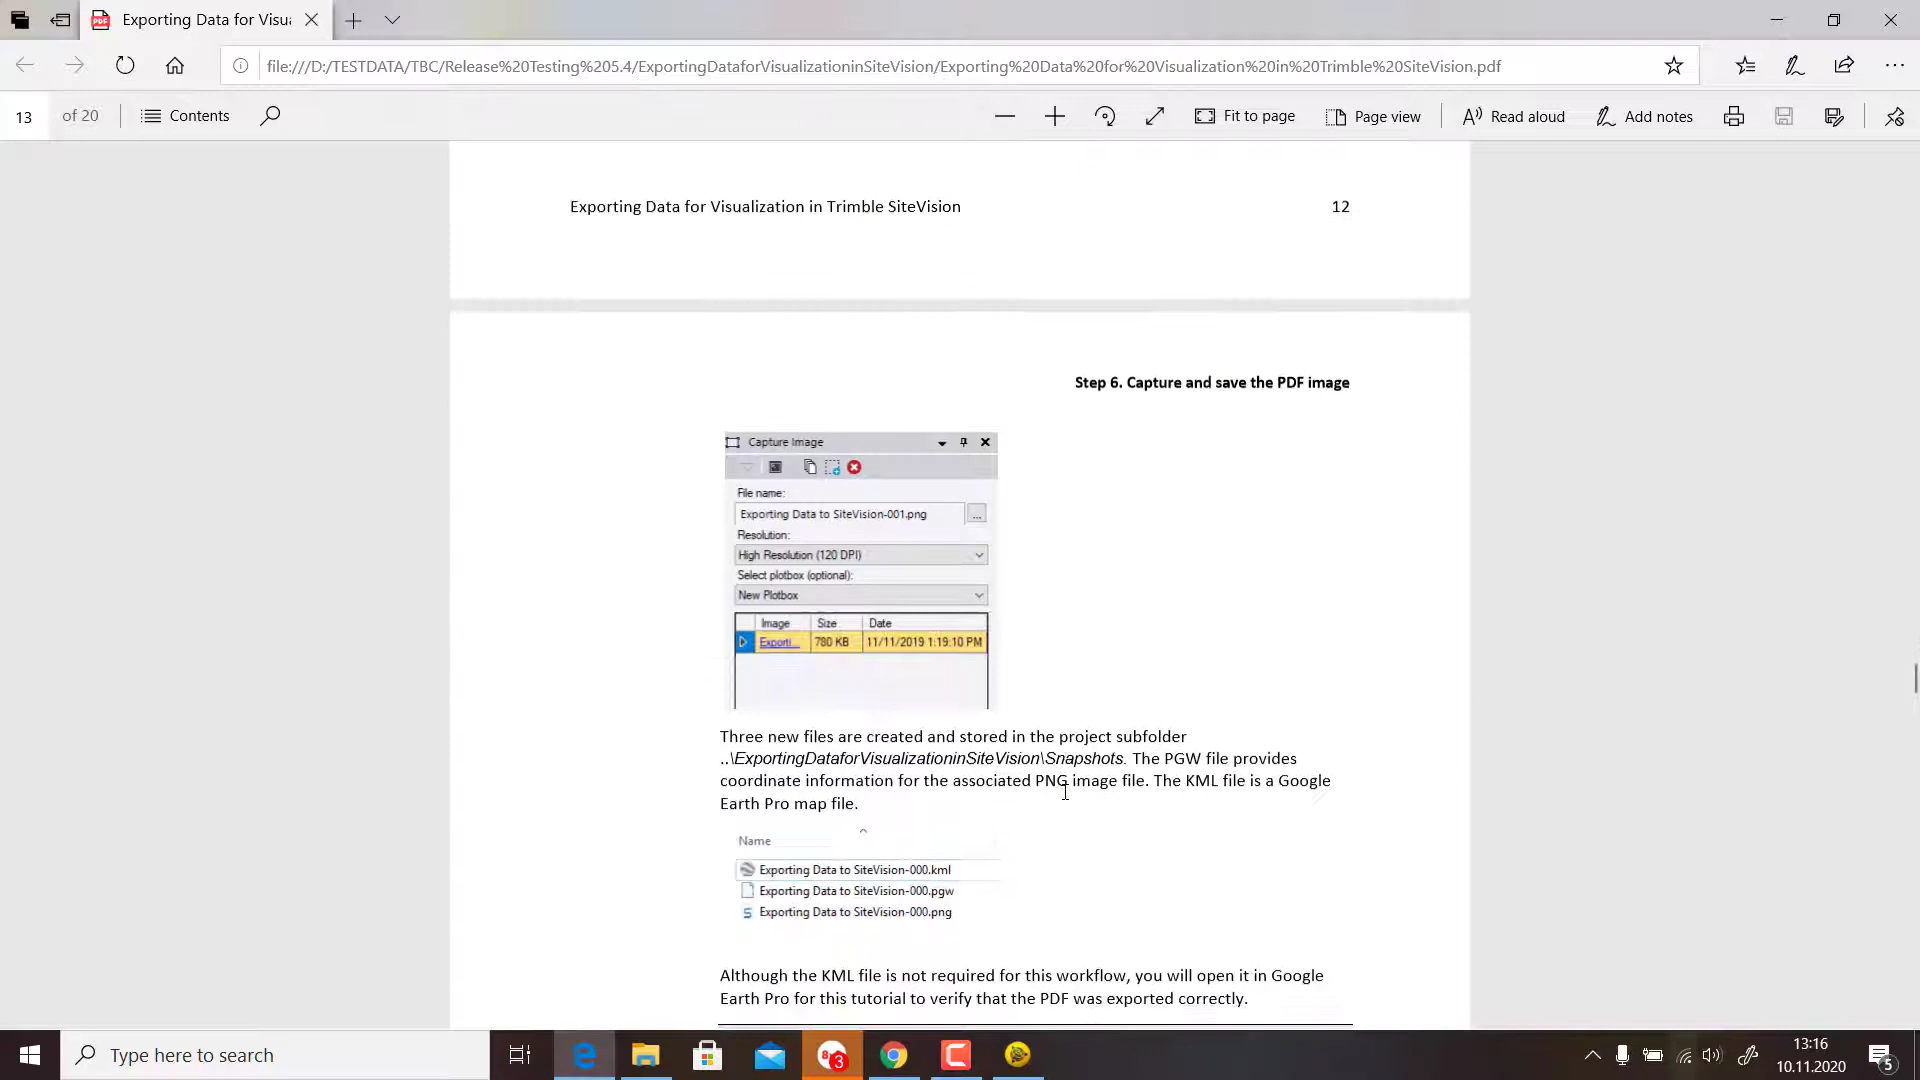 Exporting Data for Visua
file:///D:/TESTDATA/TBC/Release%20Testing%205.4/ExportingDataforVisualizationinSiteVision/Exporting%20Data%20for%20Visualization%20in%20Trimble%20SiteVision.pdf
13 of 20 Contents Fit to page Page view Read aloud Add notes
Exporting Data for Visualization in Trimble SiteVision 12
Step 6. Capture and save the PDF image
Capture Image
File name:
Exporting Data to SiteVision-001.png ...
Resolution:
High Resolution (120 DPI)
Select plotbox (optional):
New Plotbox
Image Size Date
Exporti... 780 KB 11/11/2019 1:19:10 PM
Three new files are created and stored in the project subfolder
..\ExportingDataforVisualizationinSiteVision\Snapshots. The PGW file provides
coordinate information for the associated PNG image file. The KML file is a Google
Earth Pro map file.
Name
Exporting Data to SiteVision-000.kml
Exporting Data to SiteVision-000.pgw
Exporting Data to SiteVision-000.png
Although the KML file is not required for this workflow, you will open it in Google
Earth Pro for this tutorial to verify that the PDF was exported correctly.
Type here to search
3
13:16
10.11.2020
5